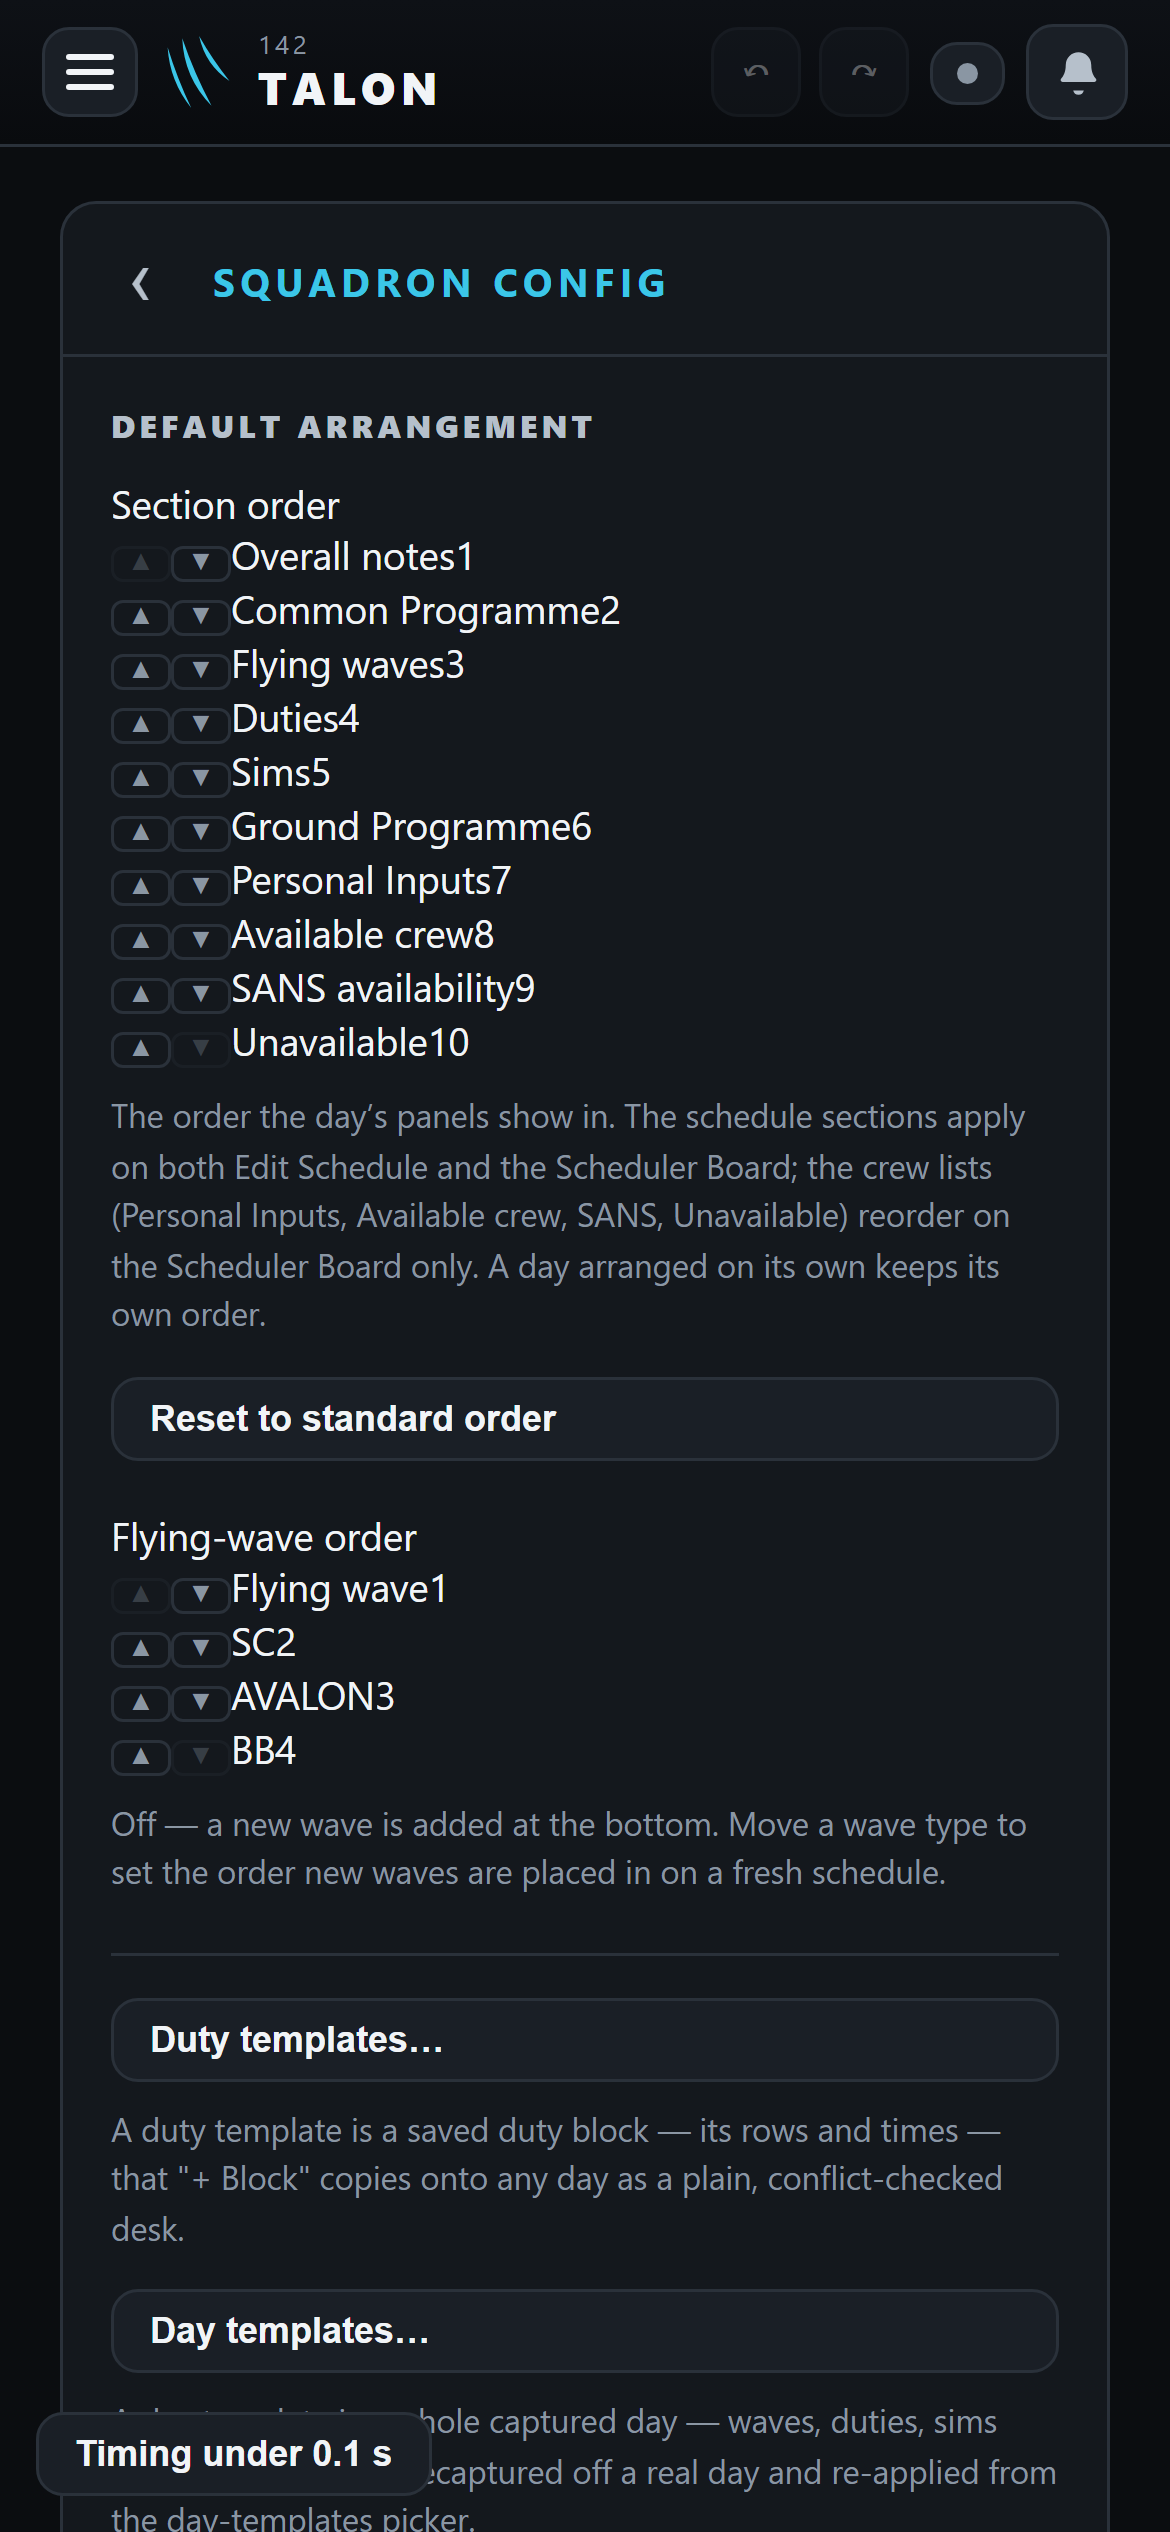 142
TALON
SQUADRON CONFIG
DEFAULT ARRANGEMENT
Section order
▲ ▼ Overall notes1
▲ ▼ Common Programme2
▲ ▼ Flying waves3
▲ ▼ Duties4
▲ ▼ Sims5
▲ ▼ Ground Programme6
▲ ▼ Personal Inputs7
▲ ▼ Available crew8
▲ ▼ SANS availability9
▲ ▼ Unavailable10
The order the day’s panels show in. The schedule sections apply
on both Edit Schedule and the Scheduler Board; the crew lists
(Personal Inputs, Available crew, SANS, Unavailable) reorder on
the Scheduler Board only. A day arranged on its own keeps its
own order.
Reset to standard order
Flying-wave order
▲ ▼ Flying wave1
▲ ▼ SC2
▲ ▼ AVALON3
▲ ▼ BB4
Off — a new wave is added at the bottom. Move a wave type to
set the order new waves are placed in on a fresh schedule.
Duty templates…
A duty template is a saved duty block — its rows and times —
that "+ Block" copies onto any day as a plain, conflict-checked
desk.
Day templates…
captured day — waves, duties, sims
off a real day and re-applied from
the day-templates picker.
Timing under 0.1 s